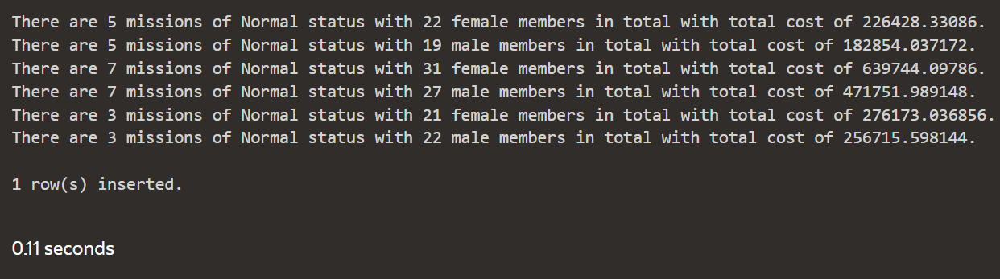 There are 5 missions of Normal status with 22 female members in total with total cost of 226428.33086.
There are 5 missions of Normal status with 19 male members in total with total cost of 182854.037172.
There are 7 missions of Normal status with 31 female members in total with total cost of 639744.09786.
There are 7 missions of Normal status with 27 male members in total with total cost of 471751.989148.
There are 3 missions of Normal status with 21 female members in total with total cost of 276173.036856.
There are 3 missions of Normal status with 22 male members in total with total cost of 256715.598144.
1 row(s) inserted.
0.11 seconds